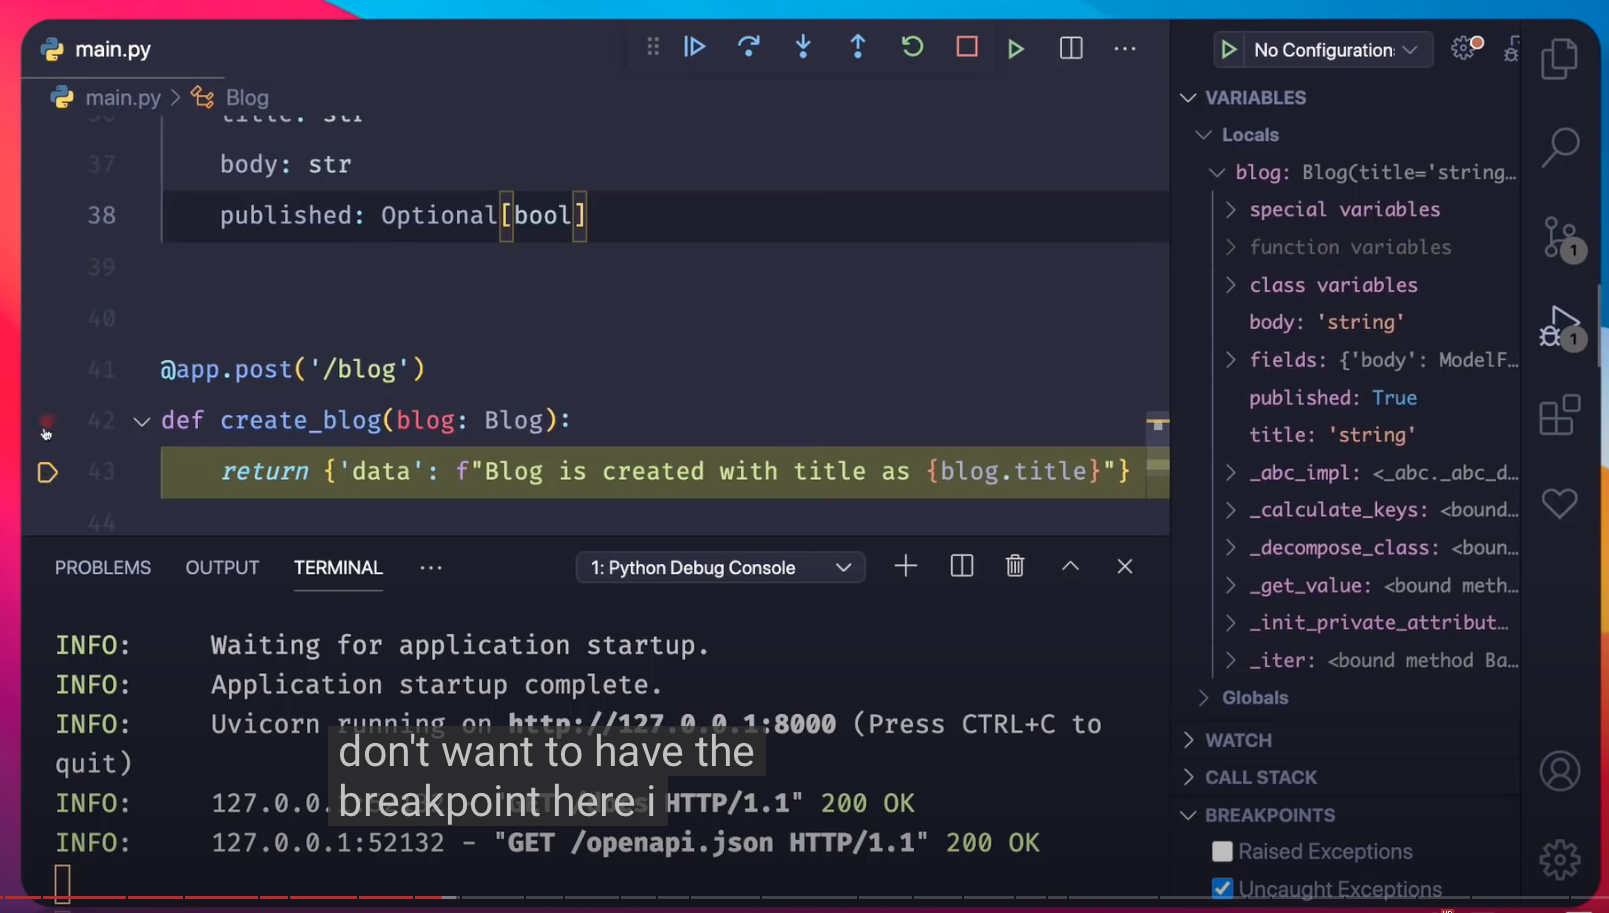 main.py
No Configuration:
main.py > Blog
VARIABLES
Locals
title: str
37 body: str
38 published: Optional[bool]
39
40
41 @app.post('/blog')
42 def create_blog(blog: Blog):
43 return {'data': f"Blog is created with title as {blog.title}"}
44
blog: Blog(title='string…
special variables
function variables
class variables
body: 'string'
fields: {'body': ModelF…
published: True
title: 'string'
_abc_impl: <_abc._abc_d…
_calculate_keys: <bound…
_decompose_class: <boun…
_get_value: <bound meth…
_init_private_attribut…
_iter: <bound method Ba…
Globals
WATCH
CALL STACK
BREAKPOINTS
Raised Exceptions
Uncaught Exceptions
1
1
PROBLEMS OUTPUT TERMINAL ··· 1: Python Debug Console
INFO: Waiting for application startup.
INFO: Application startup complete.
INFO: Uvicorn running on http://127.0.0.1:8000 (Press CTRL+C to
quit)
INFO: 127.0.0. HTTP/1.1" 200 OK
INFO: 127.0.0.1:52132 - "GET /openapi.json HTTP/1.1" 200 OK
don't want to have the
breakpoint here i